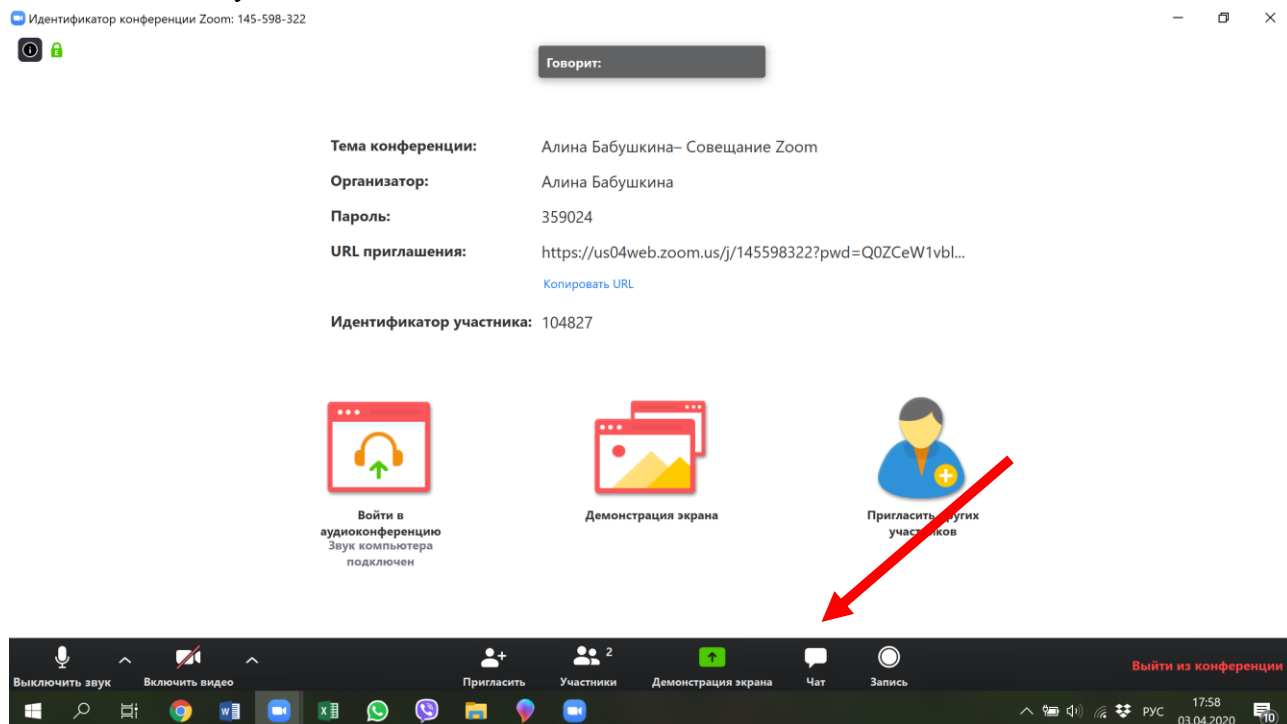 Идентификатор конференции Zoom: 145-598-322
Говорит:
Тема конференции: Алина Бабушкина– Совещание Zoom
Организатор: Алина Бабушкина
Пароль: 359024
URL приглашения: https://us04web.zoom.us/j/145598322?pwd=Q0ZCeW1vbl...
Копировать URL
Идентификатор участника: 104827
Войти в
аудиоконференцию
Звук компьютера
подключен
Демонстрация экрана
Пригласить других
участников
2
Выключить звук Включить видео Пригласить Участники Демонстрация экрана Чат Запись Выйти из конференции
РУС
17:58
03.04.2020